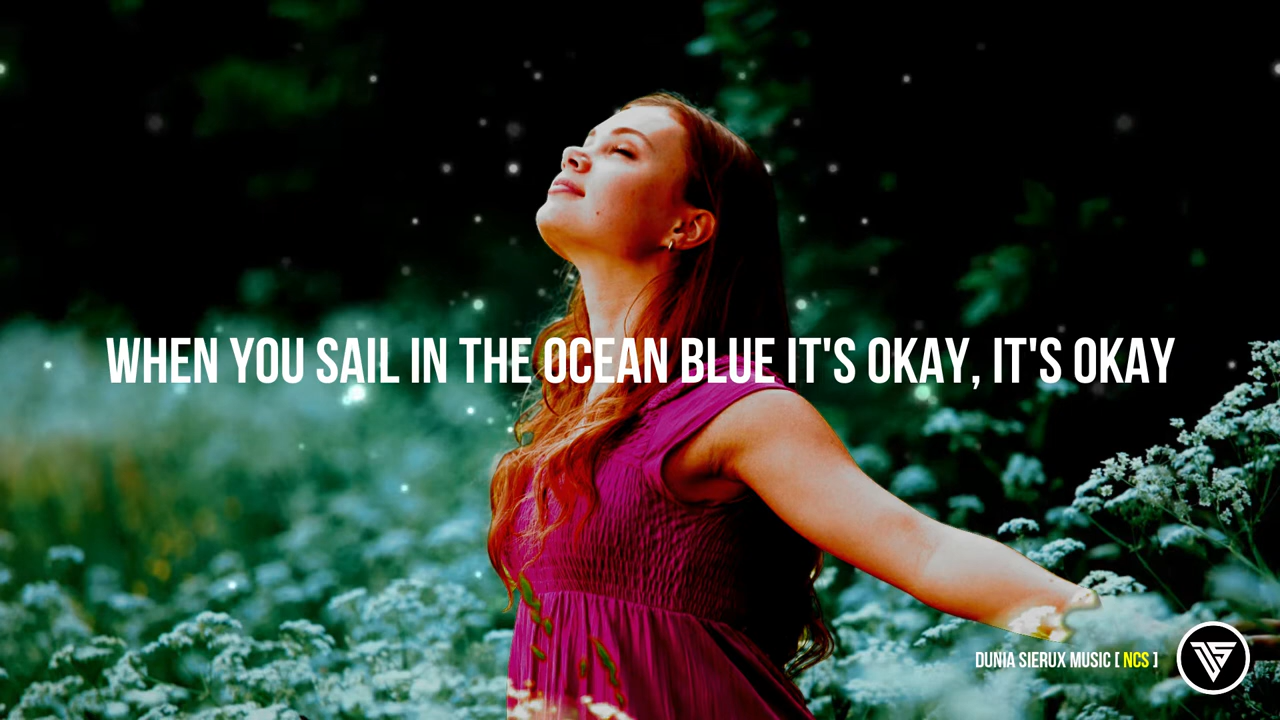 WHEN YOU SAIL IN THE OCEAN BLUE IT'S OKAY, IT'S OKAY
DUNIA SIERUX MUSIC [ NCS ]